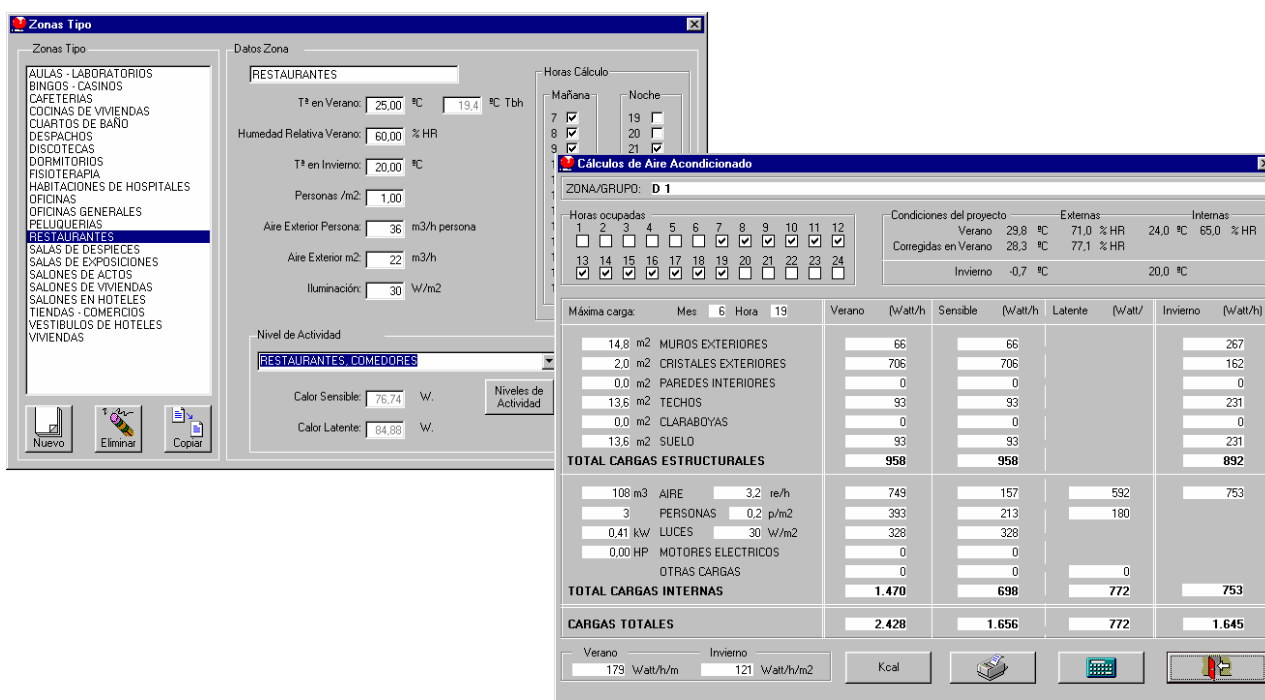 Zonas Tipo
Zonas Tipo
AULAS - LABORATORIOS
BINGOS - CASINOS
CAFETERIAS
COCINAS DE VIVIENDAS
CUARTOS DE BAÑO
DESPACHOS
DISCOTECAS
DORMITORIOS
FISIOTERAPIA
HABITACIONES DE HOSPITALES
OFICINAS
OFICINAS GENERALES
PELUQUERIAS
RESTAURANTES
SALAS DE DESPIECES
SALAS DE EXPOSICIONES
SALONES DE ACTOS
SALONES DE VIVIENDAS
SALONES EN HOTELES
TIENDAS - COMERCIOS
VESTIBULOS DE HOTELES
VIVIENDAS
Nuevo Eliminar Copiar
Datos Zona
RESTAURANTES
Tª en Verano: 25,00 ºC 19,4 ºC Tbh
Humedad Relativa Verano: 60,00 % HR
Tª en Invierno: 20,00 ºC
Personas /m2: 1,00
Aire Exterior Persona: 36 m3/h persona
Aire Exterior m2: 22 m3/h
Iluminación: 30 W/m2
Horas Cálculo
Mañana Noche
7 19
8 20
9 21
Nivel de Actividad
RESTAURANTES, COMEDORES
Calor Sensible: 76,74 W.
Calor Latente: 84,88 W.
Niveles de
Actividad
Cálculos de Aire Acondicionado
ZONA/GRUPO: D 1
Horas ocupadas
1 2 3 4 5 6 7 8 9 10 11 12
13 14 15 16 17 18 19 20 21 22 23 24
Condiciones del proyecto Externas Internas
Verano 29,8 ºC 71,0 % HR 24,0 ºC 65,0 % HR
Corregidas en Verano 28,3 ºC 77,1 % HR
Invierno -0,7 ºC 20,0 ºC
Máxima carga: Mes 6 Hora 19 Verano (Watt/h Sensible (Watt/h Latente (Watt/ Invierno (Watt/h)
14,8 m2 MUROS EXTERIORES 66 66 267
2,0 m2 CRISTALES EXTERIORES 706 706 162
0,0 m2 PAREDES INTERIORES 0 0 0
13,6 m2 TECHOS 93 93 231
0,0 m2 CLARABOYAS 0 0 0
13,6 m2 SUELO 93 93 231
TOTAL CARGAS ESTRUCTURALES 958 958 892
108 m3 AIRE 3,2 re/h 749 157 592 753
3 PERSONAS 0,2 p/m2 393 213 180
0,41 kW LUCES 30 W/m2 328 328
0,00 HP MOTORES ELECTRICOS 0 0
OTRAS CARGAS 0 0 0
TOTAL CARGAS INTERNAS 1.470 698 772 753
CARGAS TOTALES 2.428 1.656 772 1.645
Verano Invierno
179 Watt/h/m 121 Watt/h/m2
Kcal